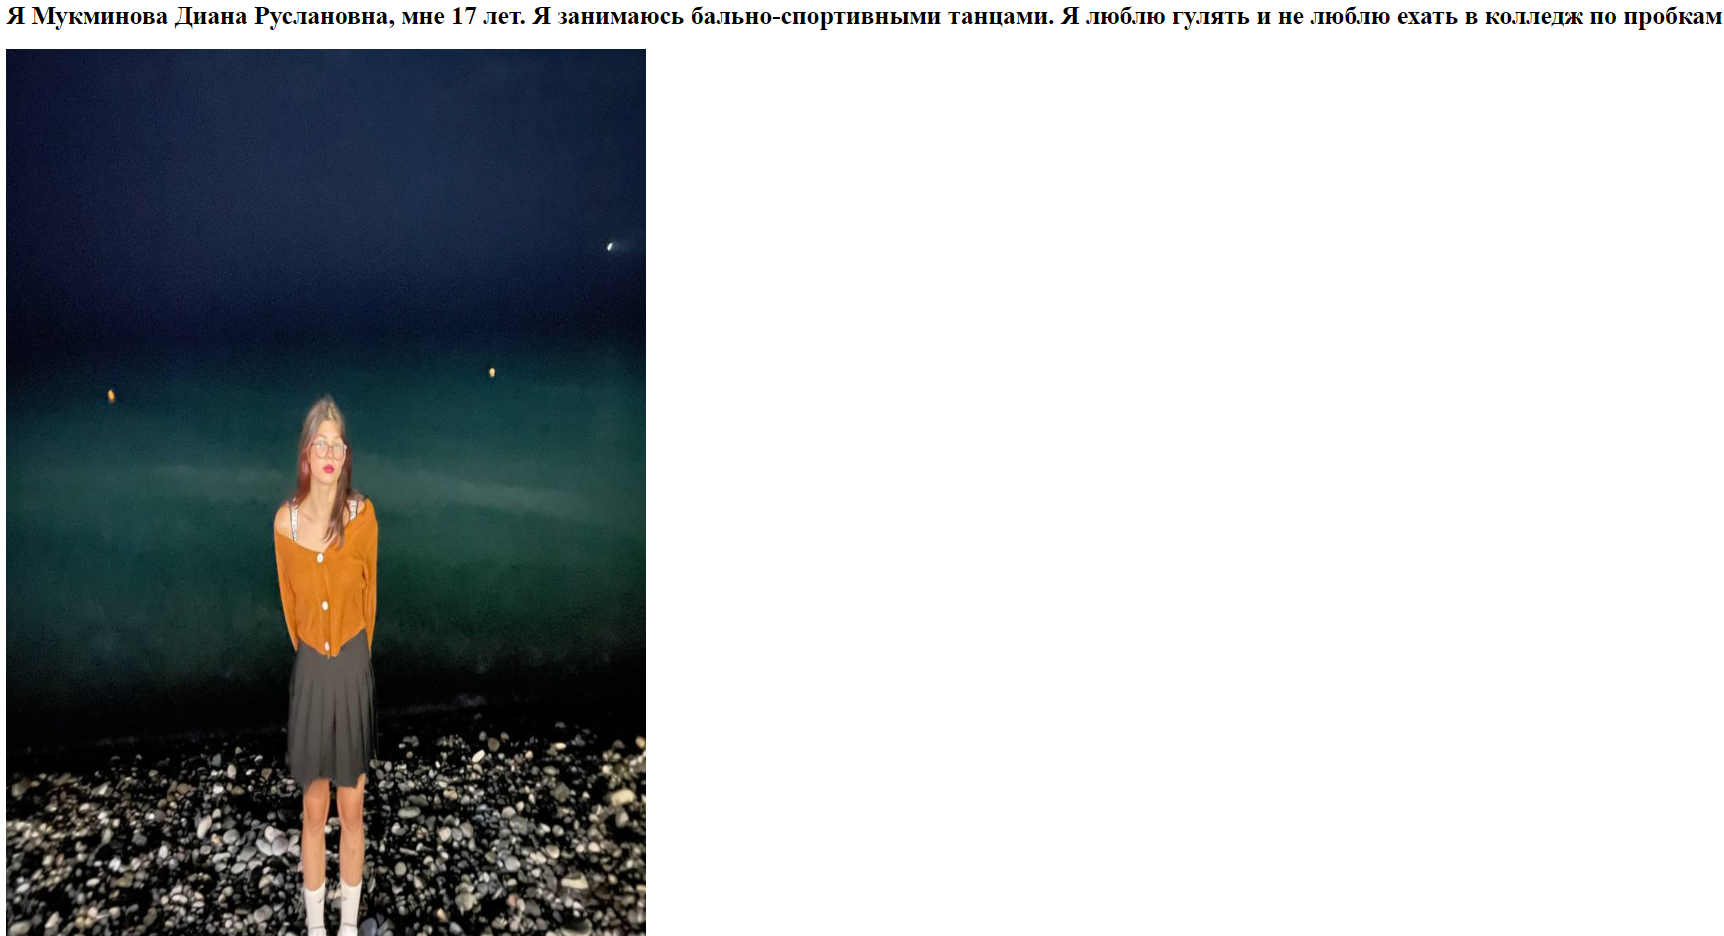 Я Мукминова Диана Руслановна, мне 17 лет. Я занимаюсь бально-спортивными танцами. Я люблю гулять и не люблю ехать в колледж по пробкам